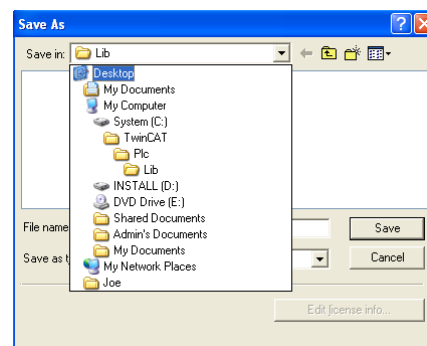 Save As
Save in: Lib
Desktop
My Documents
My Computer
System (C:)
TwinCAT
Plc
Lib
INSTALL (D:)
DVD Drive (E:)
Shared Documents
Admin's Documents
My Documents
My Network Places
Joe
File name
Save
Save as t
Cancel
Edit license info...